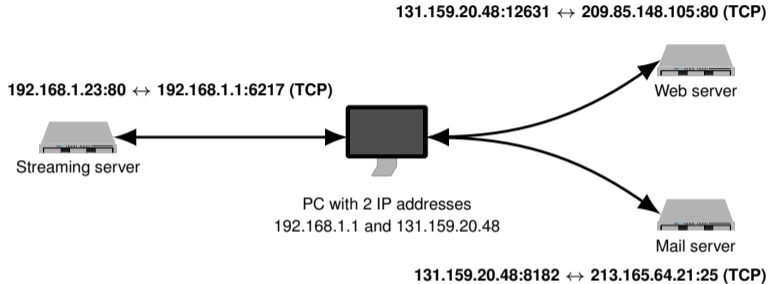 131.159.20.48:12631 ↔ 209.85.148.105:80 (TCP)
Web server
192.168.1.23:80 ↔ 192.168.1.1:6217 (TCP)
Streaming server
PC with 2 IP addresses
192.168.1.1 and 131.159.20.48
Mail server
131.159.20.48:8182 ↔ 213.165.64.21:25 (TCP)